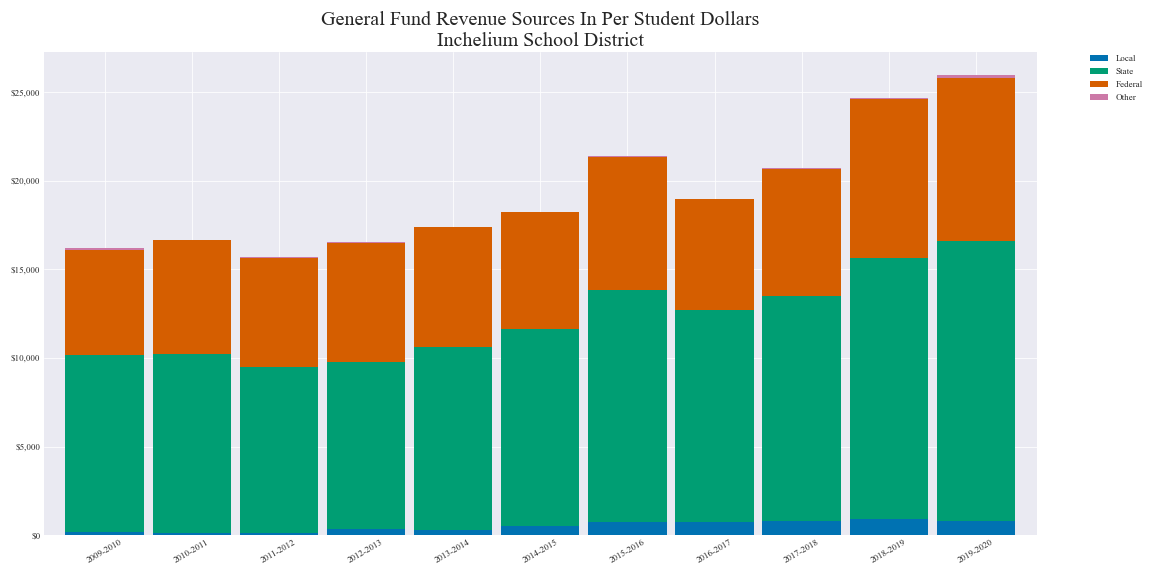 General Fund Revenue Sources In Per Student Dollars
Inchelium School District
Local
State
Federal
Other
$25,000
$20,000
$15,000
$10,000
$5,000
$0
2009-2010
2010-2011
2011-2012
2012-2013
2013-2014
2014-2015
2015-2016
2016-2017
2017-2018
2018-2019
2019-2020